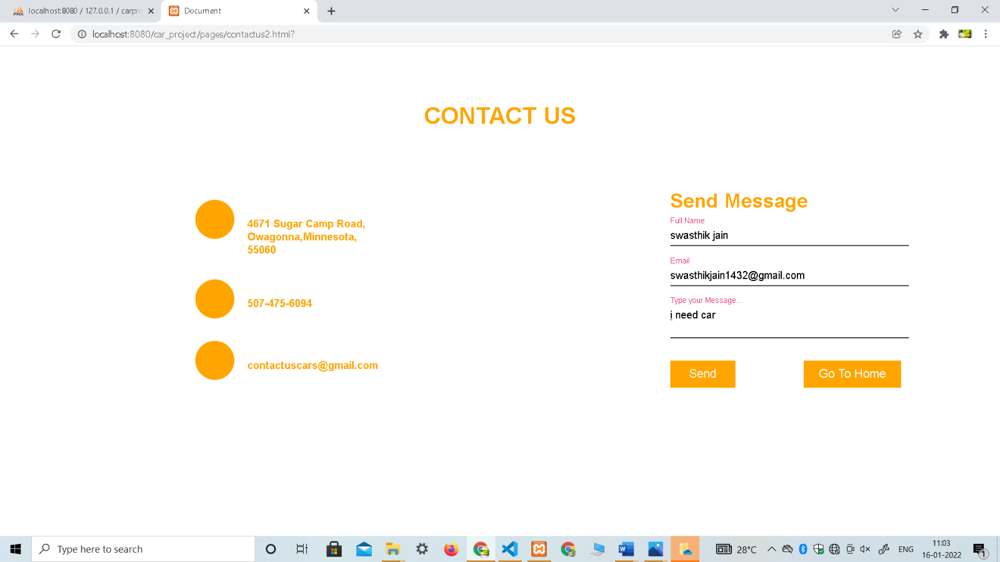 localhost:8080 / 127.0.0.1 / carpro
Document
localhost:8080/car_project/pages/contactus2.html?
CONTACT US
4671 Sugar Camp Road,
Owagonna,Minnesota,
55060
507-475-6094
contactuscars@gmail.com
Send Message
Full Name
swasthik jain
Email
swasthikjain1432@gmail.com
Type your Message...
i need car
Send
Go To Home
Type here to search
28°C
ENG
11:03
16-01-2022
1